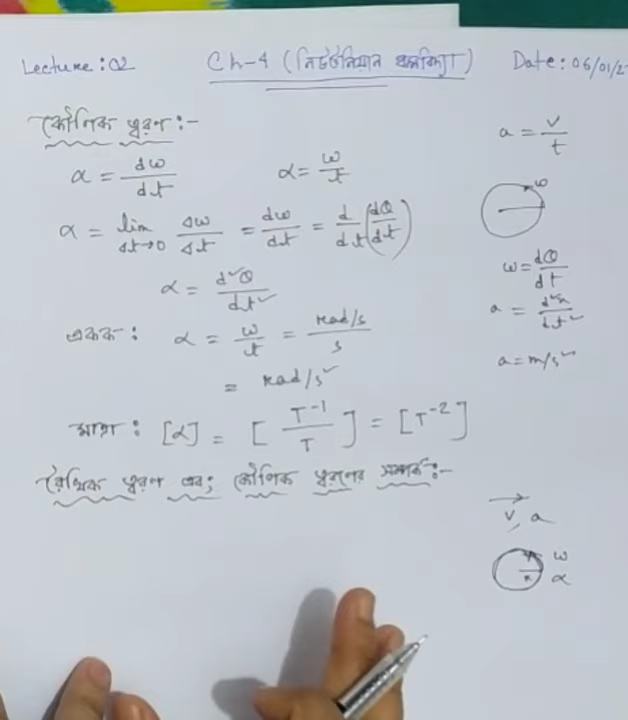 Lecture : 02 Ch-4 (নিউটনিয়ান বলবিদ্যা) Date : 06/01/2
কৌণিক ত্বরণ :-
a = v/t
α = dω/dt α = ω/t
ω
α = lim Δt→0 Δω/Δt = dω/dt = d/dt (dθ/dt)
ω = dθ/dt
α = d²θ/dt²
a = d²x/dt²
একক : α = ω/t = rad/s / s
a = m/s²
= rad/s²
মাত্রা : [α] = [T⁻¹/T] = [T⁻²]
রৈখিক ত্বরণ এবং কৌণিক ত্বরণের সম্পর্ক :-
v, a
r ω
α